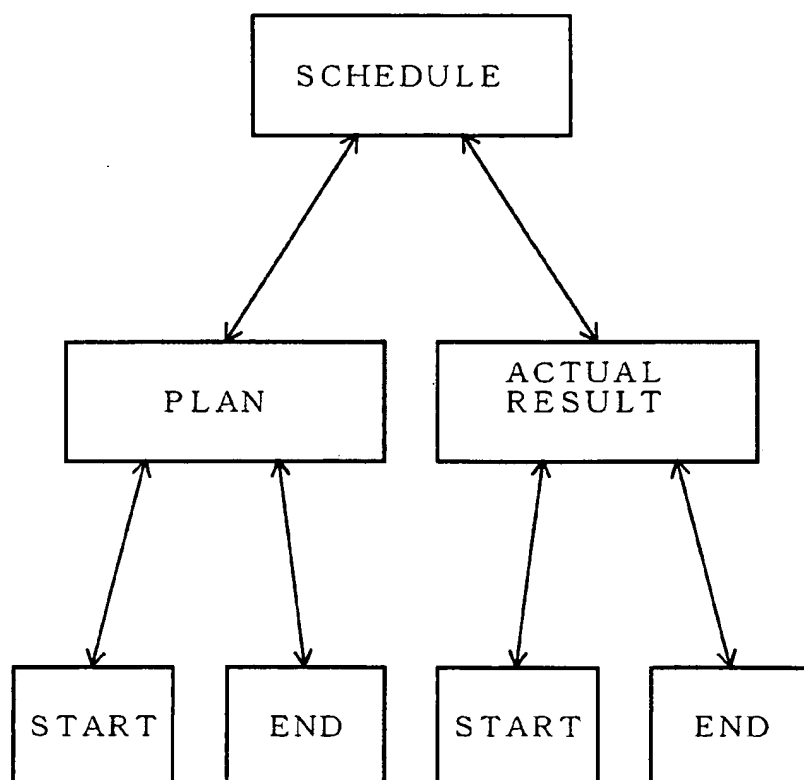 SCHEDULE
PLAN
ACTUAL
RESULT
START
END
START
END